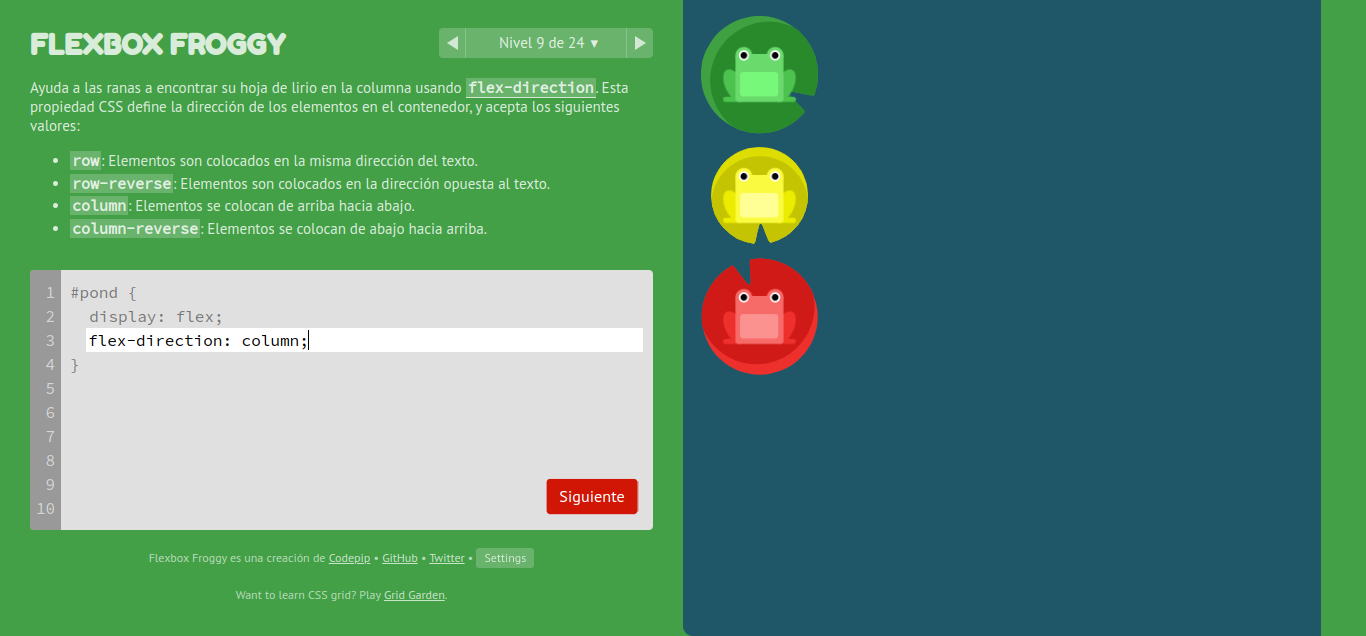 FLEXBOX FROGGY
◀ Nivel 9 de 24 ▾ ▶
Ayuda a las ranas a encontrar su hoja de lirio en la columna usando flex-direction. Esta
propiedad CSS define la dirección de los elementos en el contenedor, y acepta los siguientes
valores:
• row: Elementos son colocados en la misma dirección del texto.
• row-reverse: Elementos son colocados en la dirección opuesta al texto.
• column: Elementos se colocan de arriba hacia abajo.
• column-reverse: Elementos se colocan de abajo hacia arriba.
1 #pond {
2 display: flex;
3 flex-direction: column;
4 }
5
6
7
8
9
10
Siguiente
Flexbox Froggy es una creación de Codepip • GitHub • Twitter • Settings
Want to learn CSS grid? Play Grid Garden.